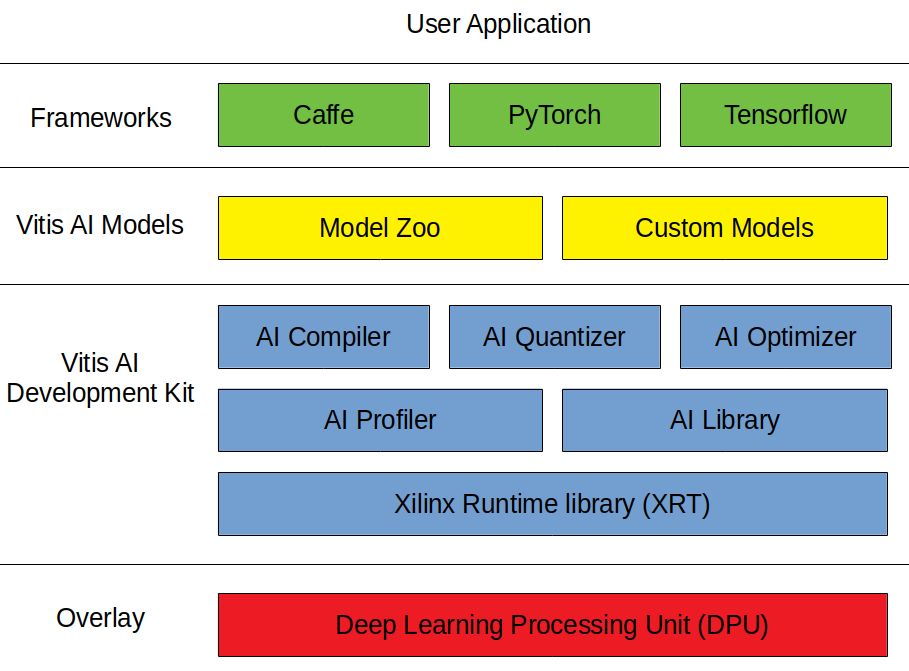 User Application
Frameworks
Caffe
PyTorch
Tensorflow
Vitis AI Models
Model Zoo
Custom Models
Vitis AI
Development Kit
AI Compiler
AI Quantizer
AI Optimizer
AI Profiler
AI Library
Xilinx Runtime library (XRT)
Overlay
Deep Learning Processing Unit (DPU)